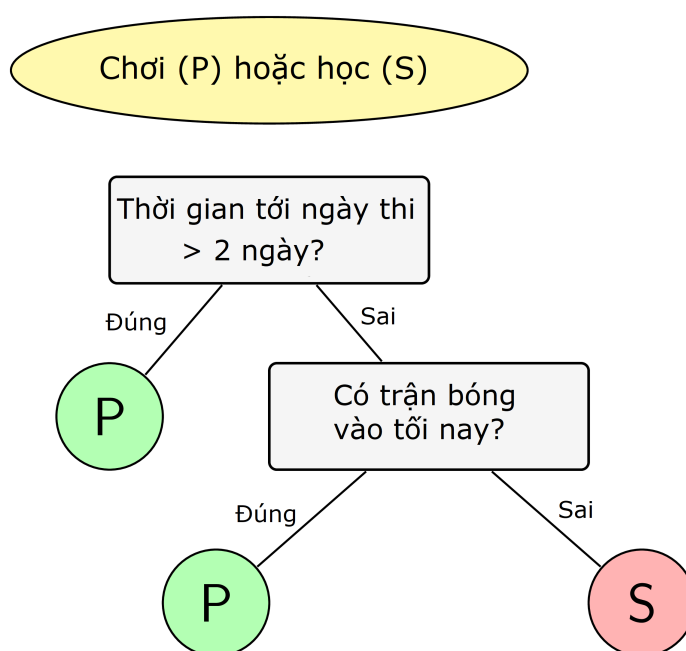 Chơi (P) hoặc học (S)
Thời gian tới ngày thi
> 2 ngày?
Đúng
Sai
P
Có trận bóng
vào tối nay?
Đúng
Sai
P
S